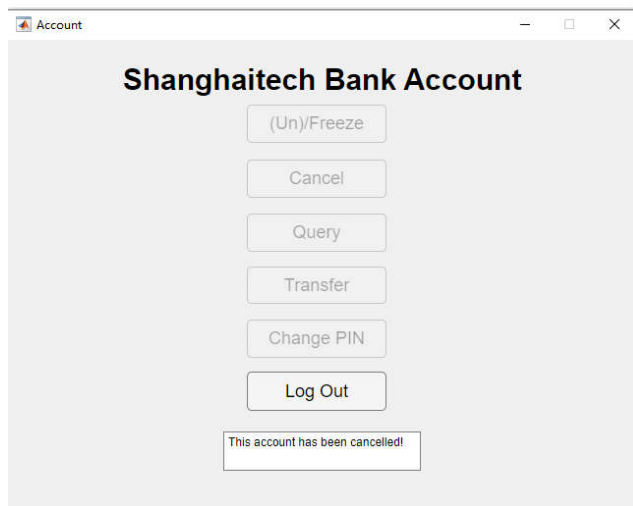 Account
Shanghaitech Bank Account
(Un)/Freeze
Cancel
Query
Transfer
Change PIN
Log Out
This account has been cancelled!